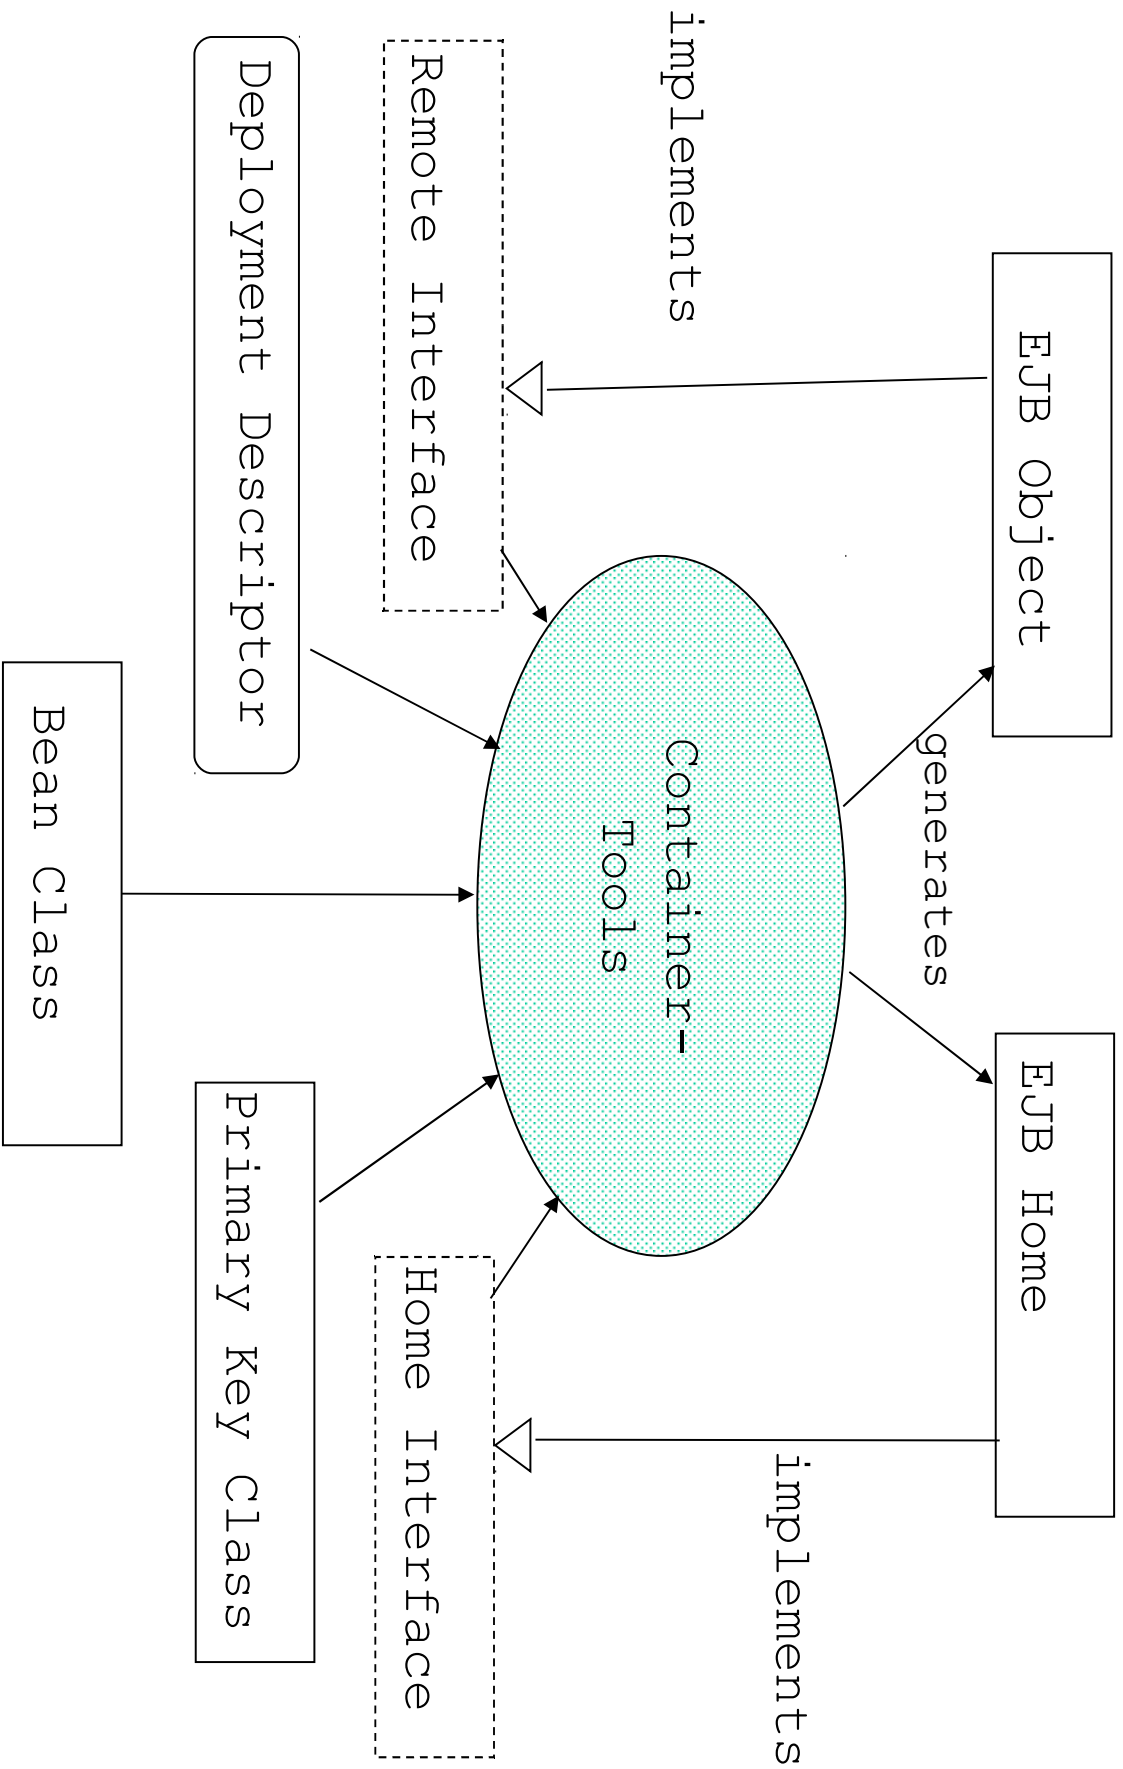 EJB Object
EJB Home
generates
implements
implements
Container-
Tools
Remote Interface
Home Interface
Deployment Descriptor
Primary Key Class
Bean Class